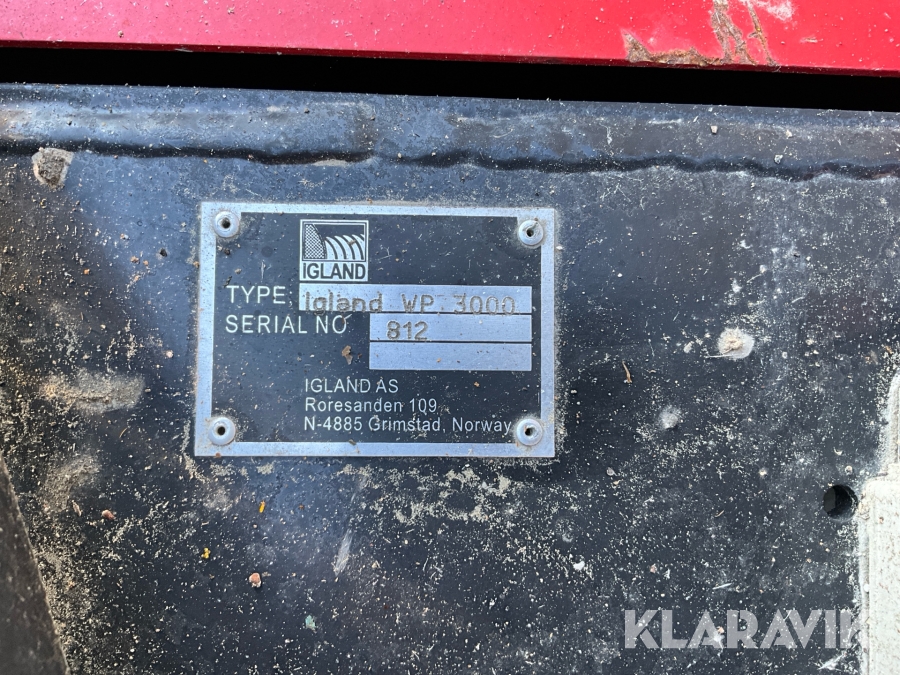 IGLAND
TYPE Igland WP 3000
SERIAL NO 812
IGLAND AS
Roresanden 109
N-4885 Grimstad, Norway
KLARAVIK